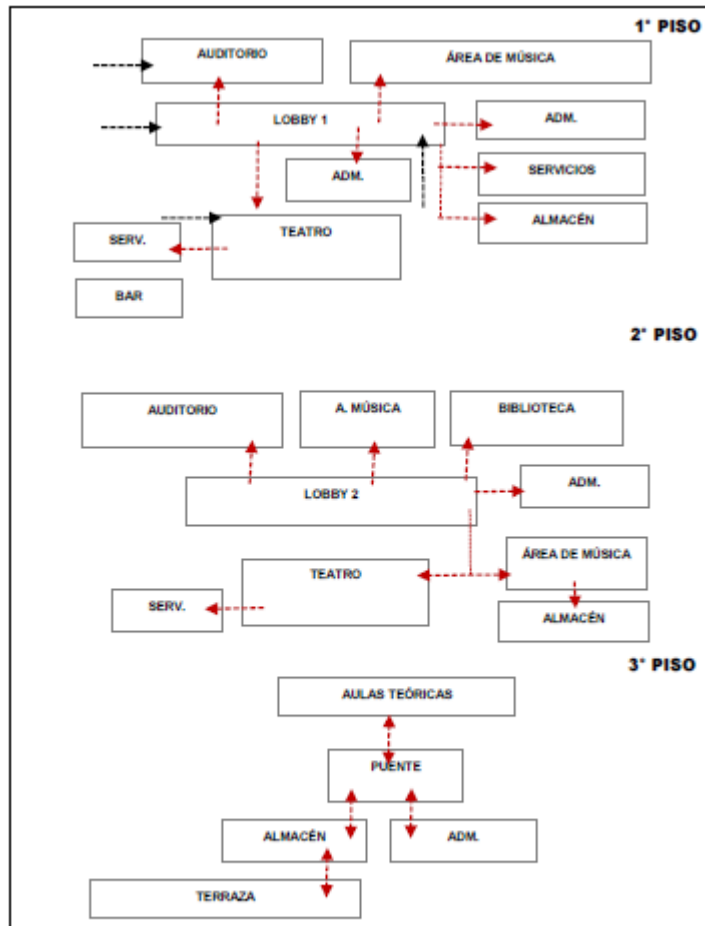 1° PISO
AUDITORIO
ÁREA DE MÚSICA
LOBBY 1
ADM.
ADM.
SERVICIOS
ALMACÉN
TEATRO
SERV.
BAR
2° PISO
AUDITORIO
A. MÚSICA
BIBLIOTECA
LOBBY 2
ADM.
ÁREA DE MÚSICA
TEATRO
SERV.
ALMACÉN
3° PISO
AULAS TEÓRICAS
PUENTE
ALMACÉN
ADM.
TERRAZA